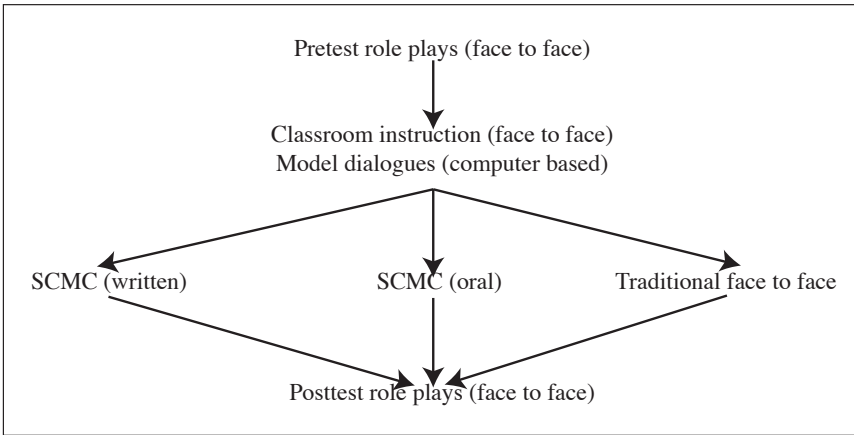 Pretest role plays (face to face)
Classroom instruction (face to face)
Model dialogues (computer based)
SCMC (written)
SCMC (oral)
Traditional face to face
Posttest role plays (face to face)